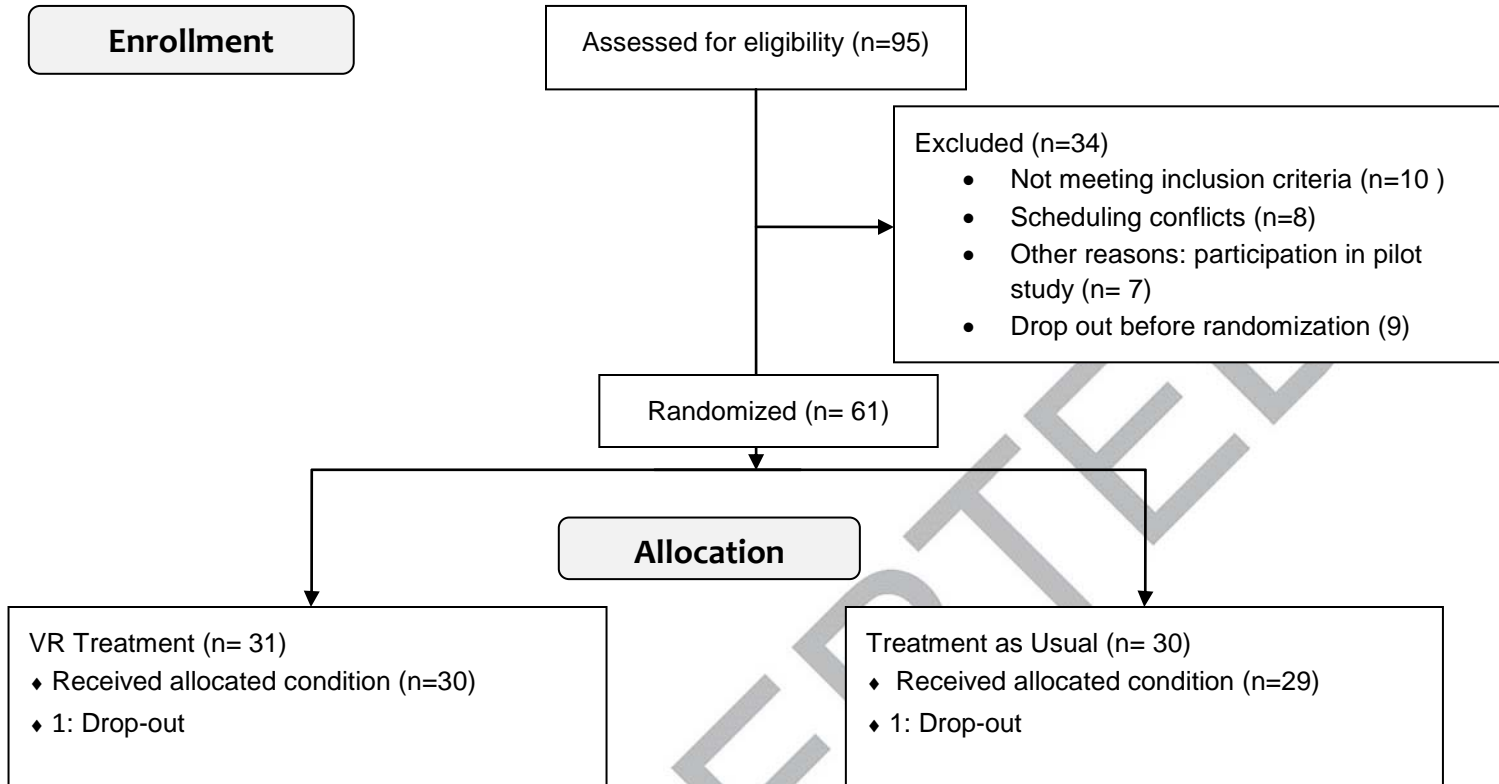 Enrollment
Assessed for eligibility (n=95)
Excluded (n=34)
• Not meeting inclusion criteria (n=10 )
• Scheduling conflicts (n=8)
• Other reasons: participation in pilot
study (n= 7)
• Drop out before randomization (9)
Randomized (n= 61)
Allocation
VR Treatment (n= 31)
♦ Received allocated condition (n=30)
♦ 1: Drop-out
Treatment as Usual (n= 30)
♦ Received allocated condition (n=29)
♦ 1: Drop-out